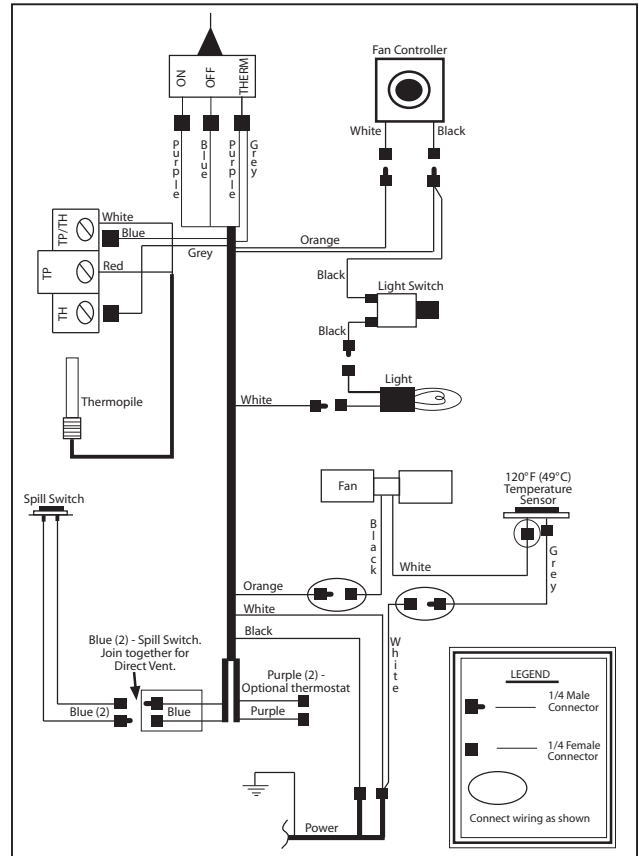 ON
OFF
THERM
Fan Controller
White
Black
Purple
Blue
Purple
Grey
TP/TH
White
Blue
Grey
Orange
TP
Red
TH
Black
Light Switch
Black
Light
Thermopile
White
Spill Switch
Fan
120°F (49°C)
Temperature
Sensor
Black
White
Grey
Orange
White
Black
White
Blue (2) - Spill Switch.
Join together for
Direct Vent.
Purple (2) -
Optional thermostat
Blue (2)
Blue
Purple
Power
LEGEND
1/4 Male
Connector
1/4 Female
Connector
Connect wiring as shown